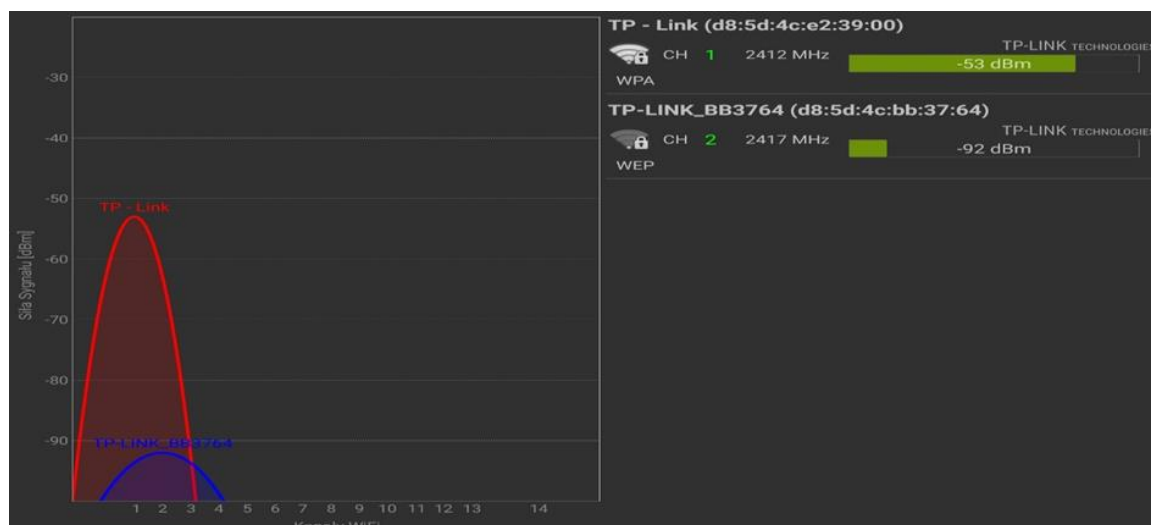 -30
-40
-50
-60
-70
-80
-90
Siła Sygnału [dBm]
TP - Link
TP-LINK_BB3764
1 2 3 4 5 6 7 8 9 10 11 12 13 14
Kanały WiFi
TP - Link (d8:5d:4c:e2:39:00)
TP-LINK TECHNOLOGIES
CH 1 2412 MHz -53 dBm
WPA
TP-LINK_BB3764 (d8:5d:4c:bb:37:64)
TP-LINK TECHNOLOGIES
CH 2 2417 MHz -92 dBm
WEP